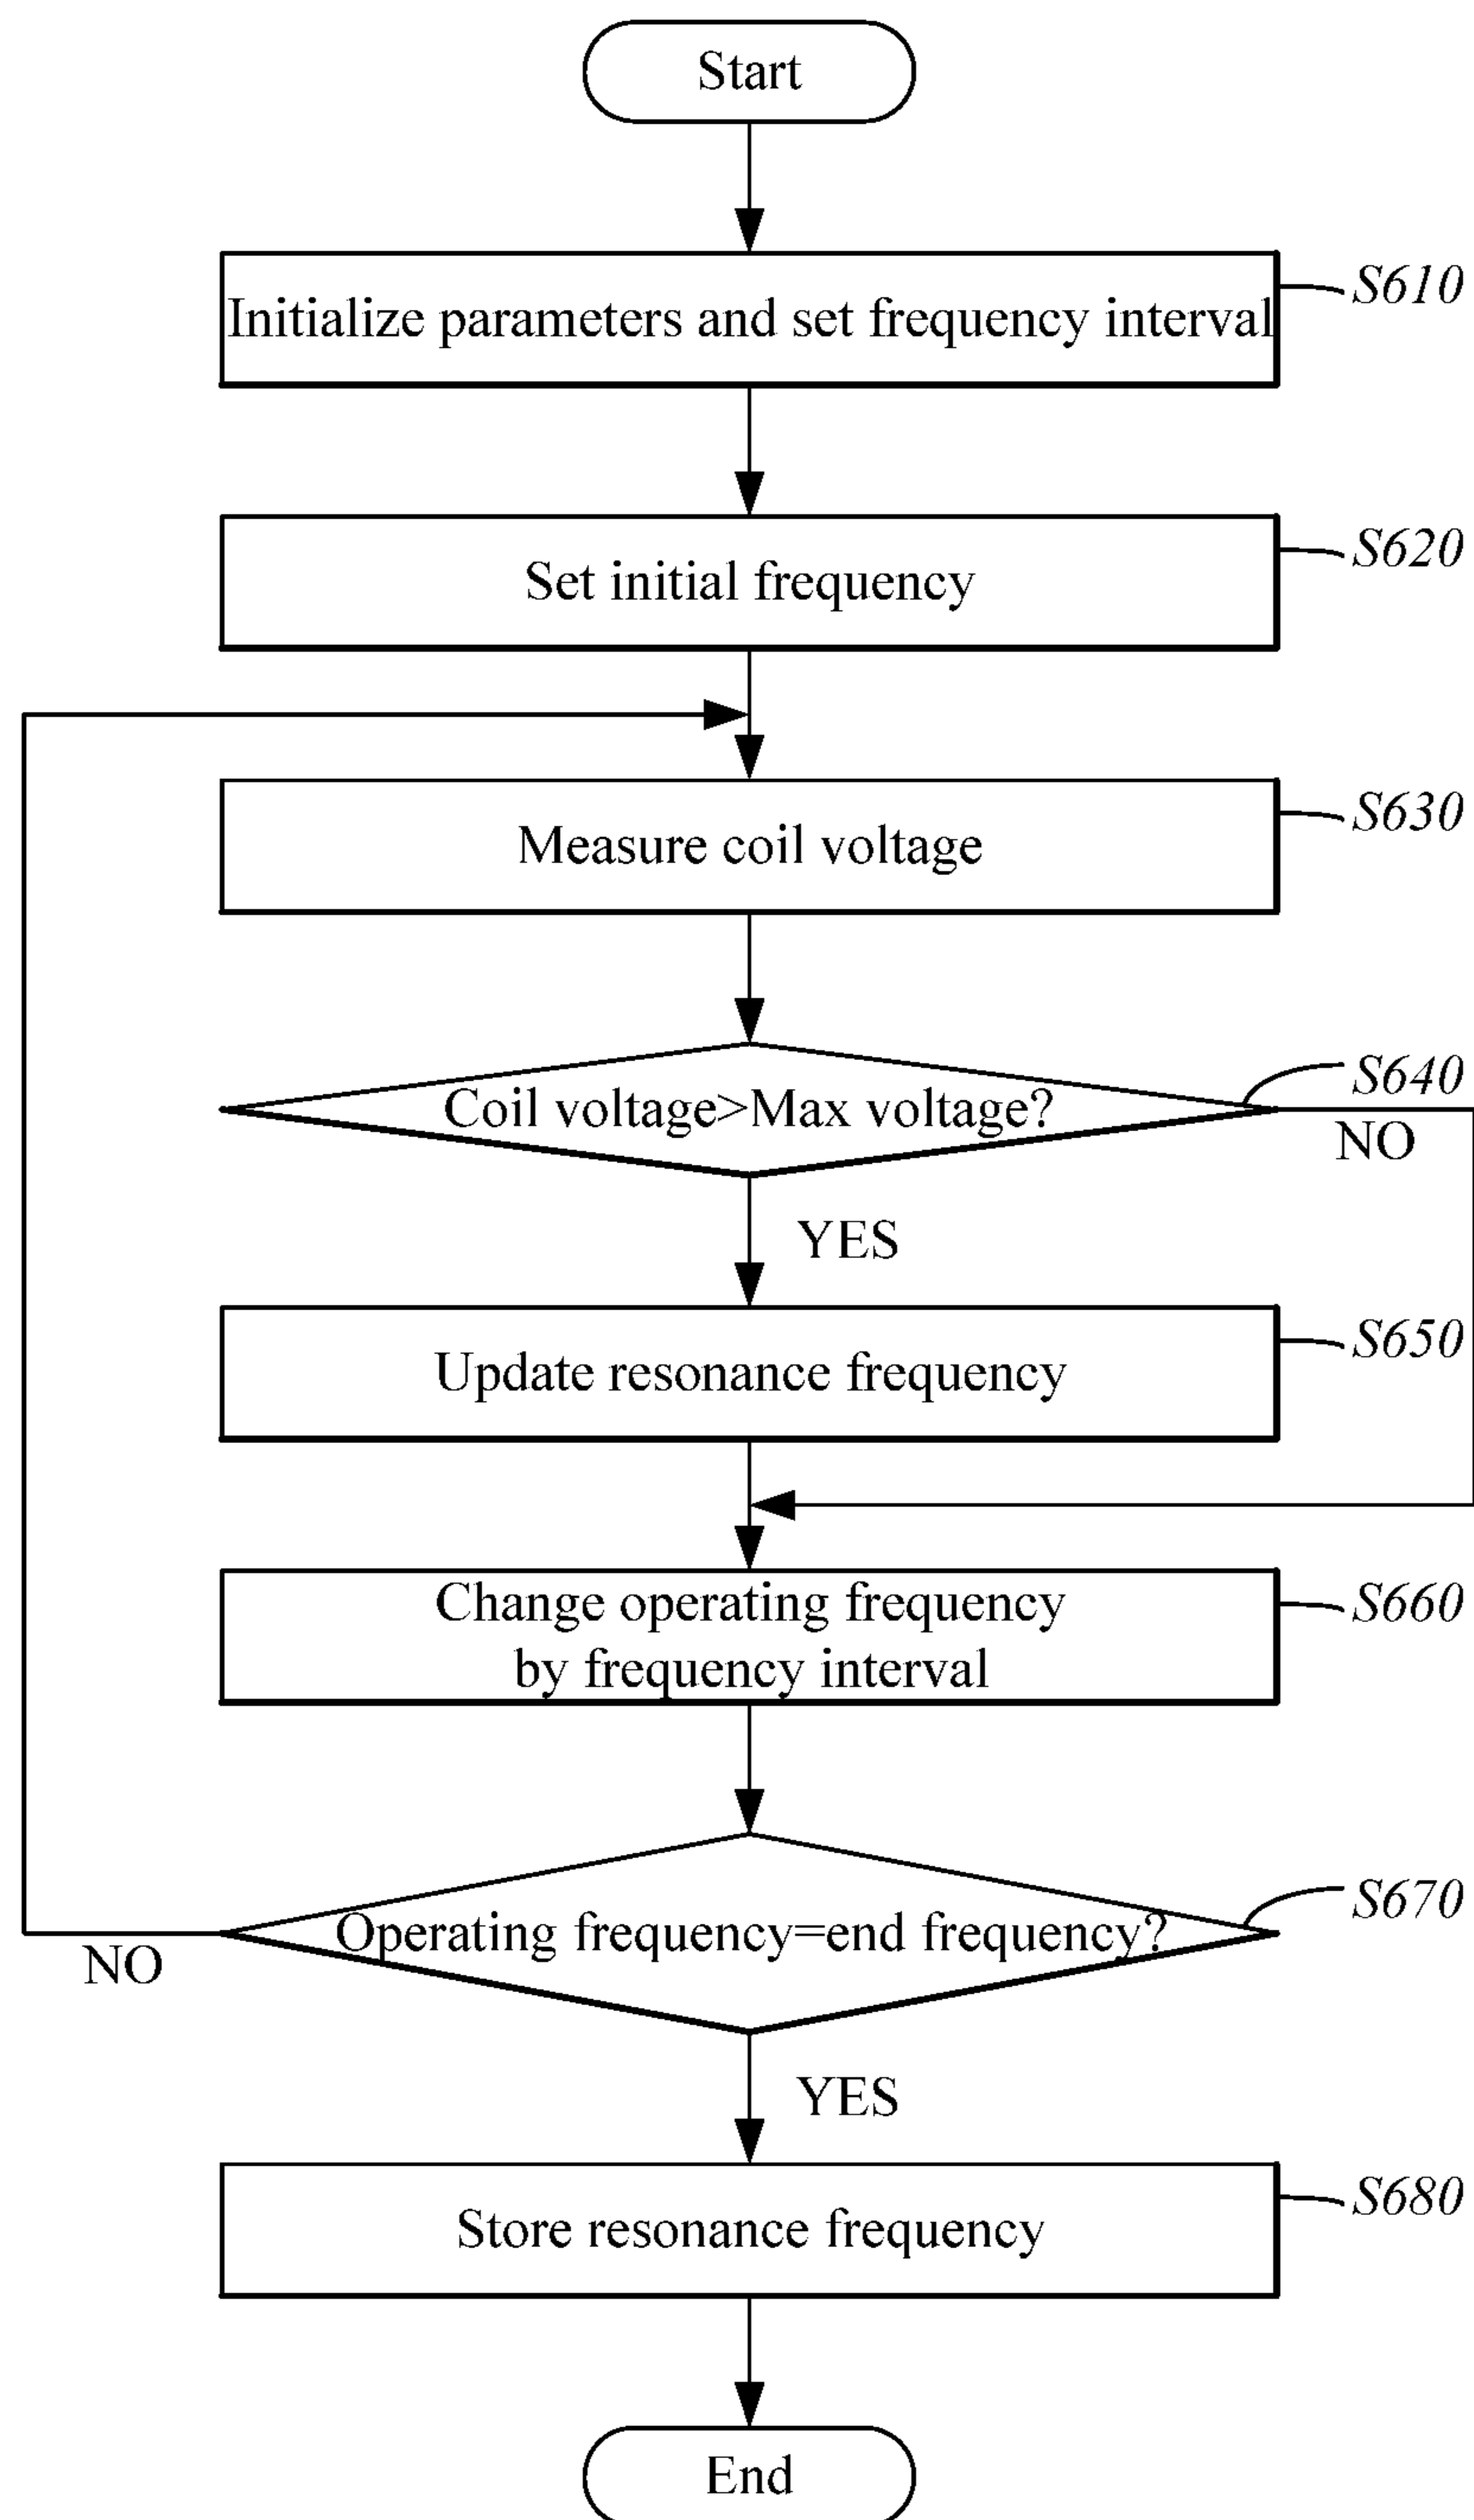 Start
Initialize parameters and set frequency interval
S610
Set initial frequency
S620
Measure coil voltage
S630
Coil voltage>Max voltage?
S640
NO
YES
Update resonance frequency
S650
Change operating frequency
by frequency interval
S660
Operating frequency=end frequency?
S670
NO
YES
Store resonance frequency
S680
End